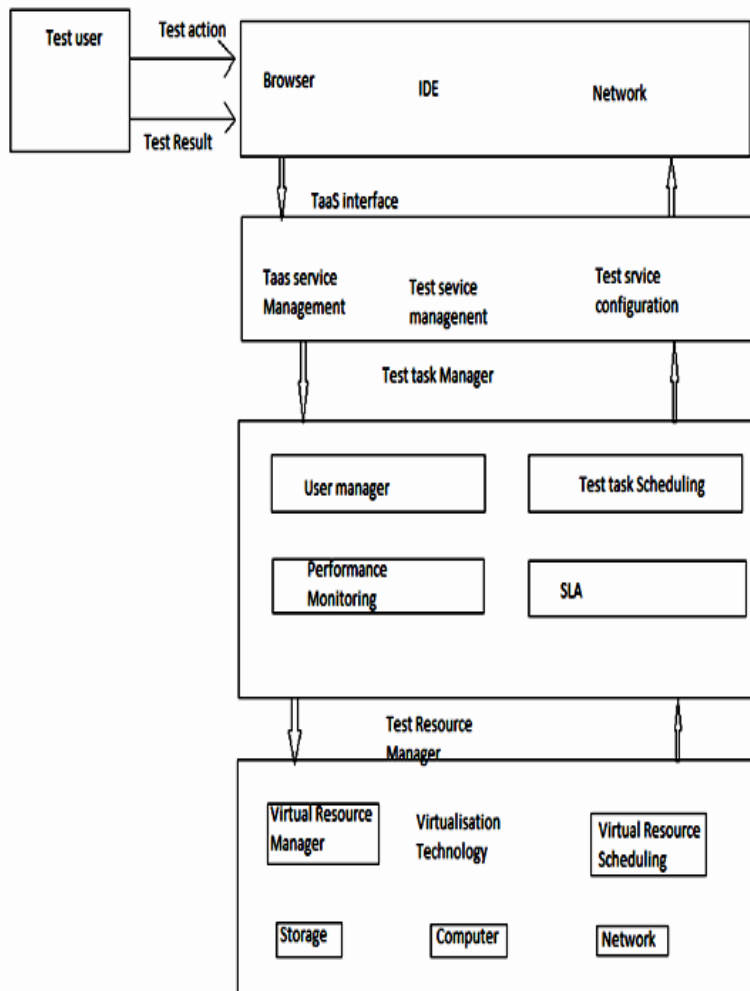 Test user
Test action
Test Result
Browser
IDE
Network
TaaS interface
Taas service
Management
Test sevice
managenent
Test srvice
configuration
Test task Manager
User manager
Test task Scheduling
Performance
Monitoring
SLA
Test Resource
Manager
Virtual Resource
Manager
Virtualisation
Technology
Virtual Resource
Scheduling
Storage
Computer
Network